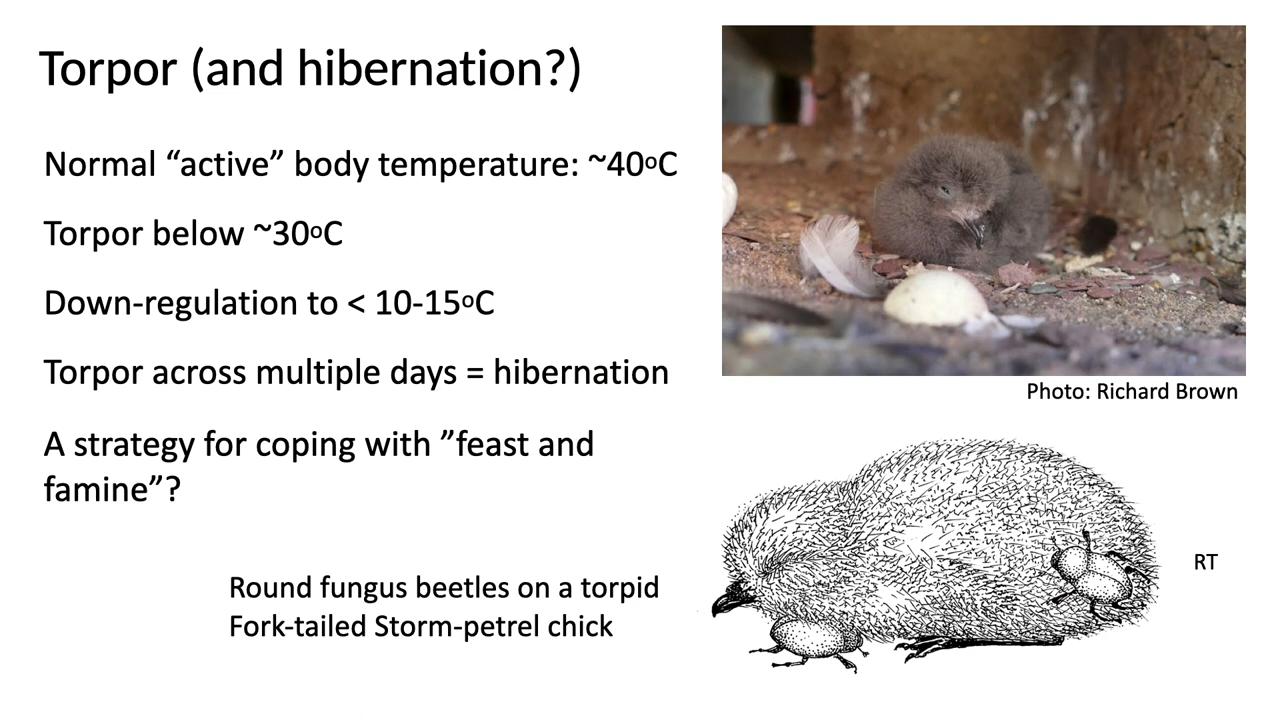 Torpor (and hibernation?)
Normal “active” body temperature: ~40oC
Torpor below ~30oC
Down-regulation to < 10-15oC
Torpor across multiple days = hibernation
A strategy for coping with ”feast and
famine”?
Photo: Richard Brown
RT
Round fungus beetles on a torpid
Fork-tailed Storm-petrel chick